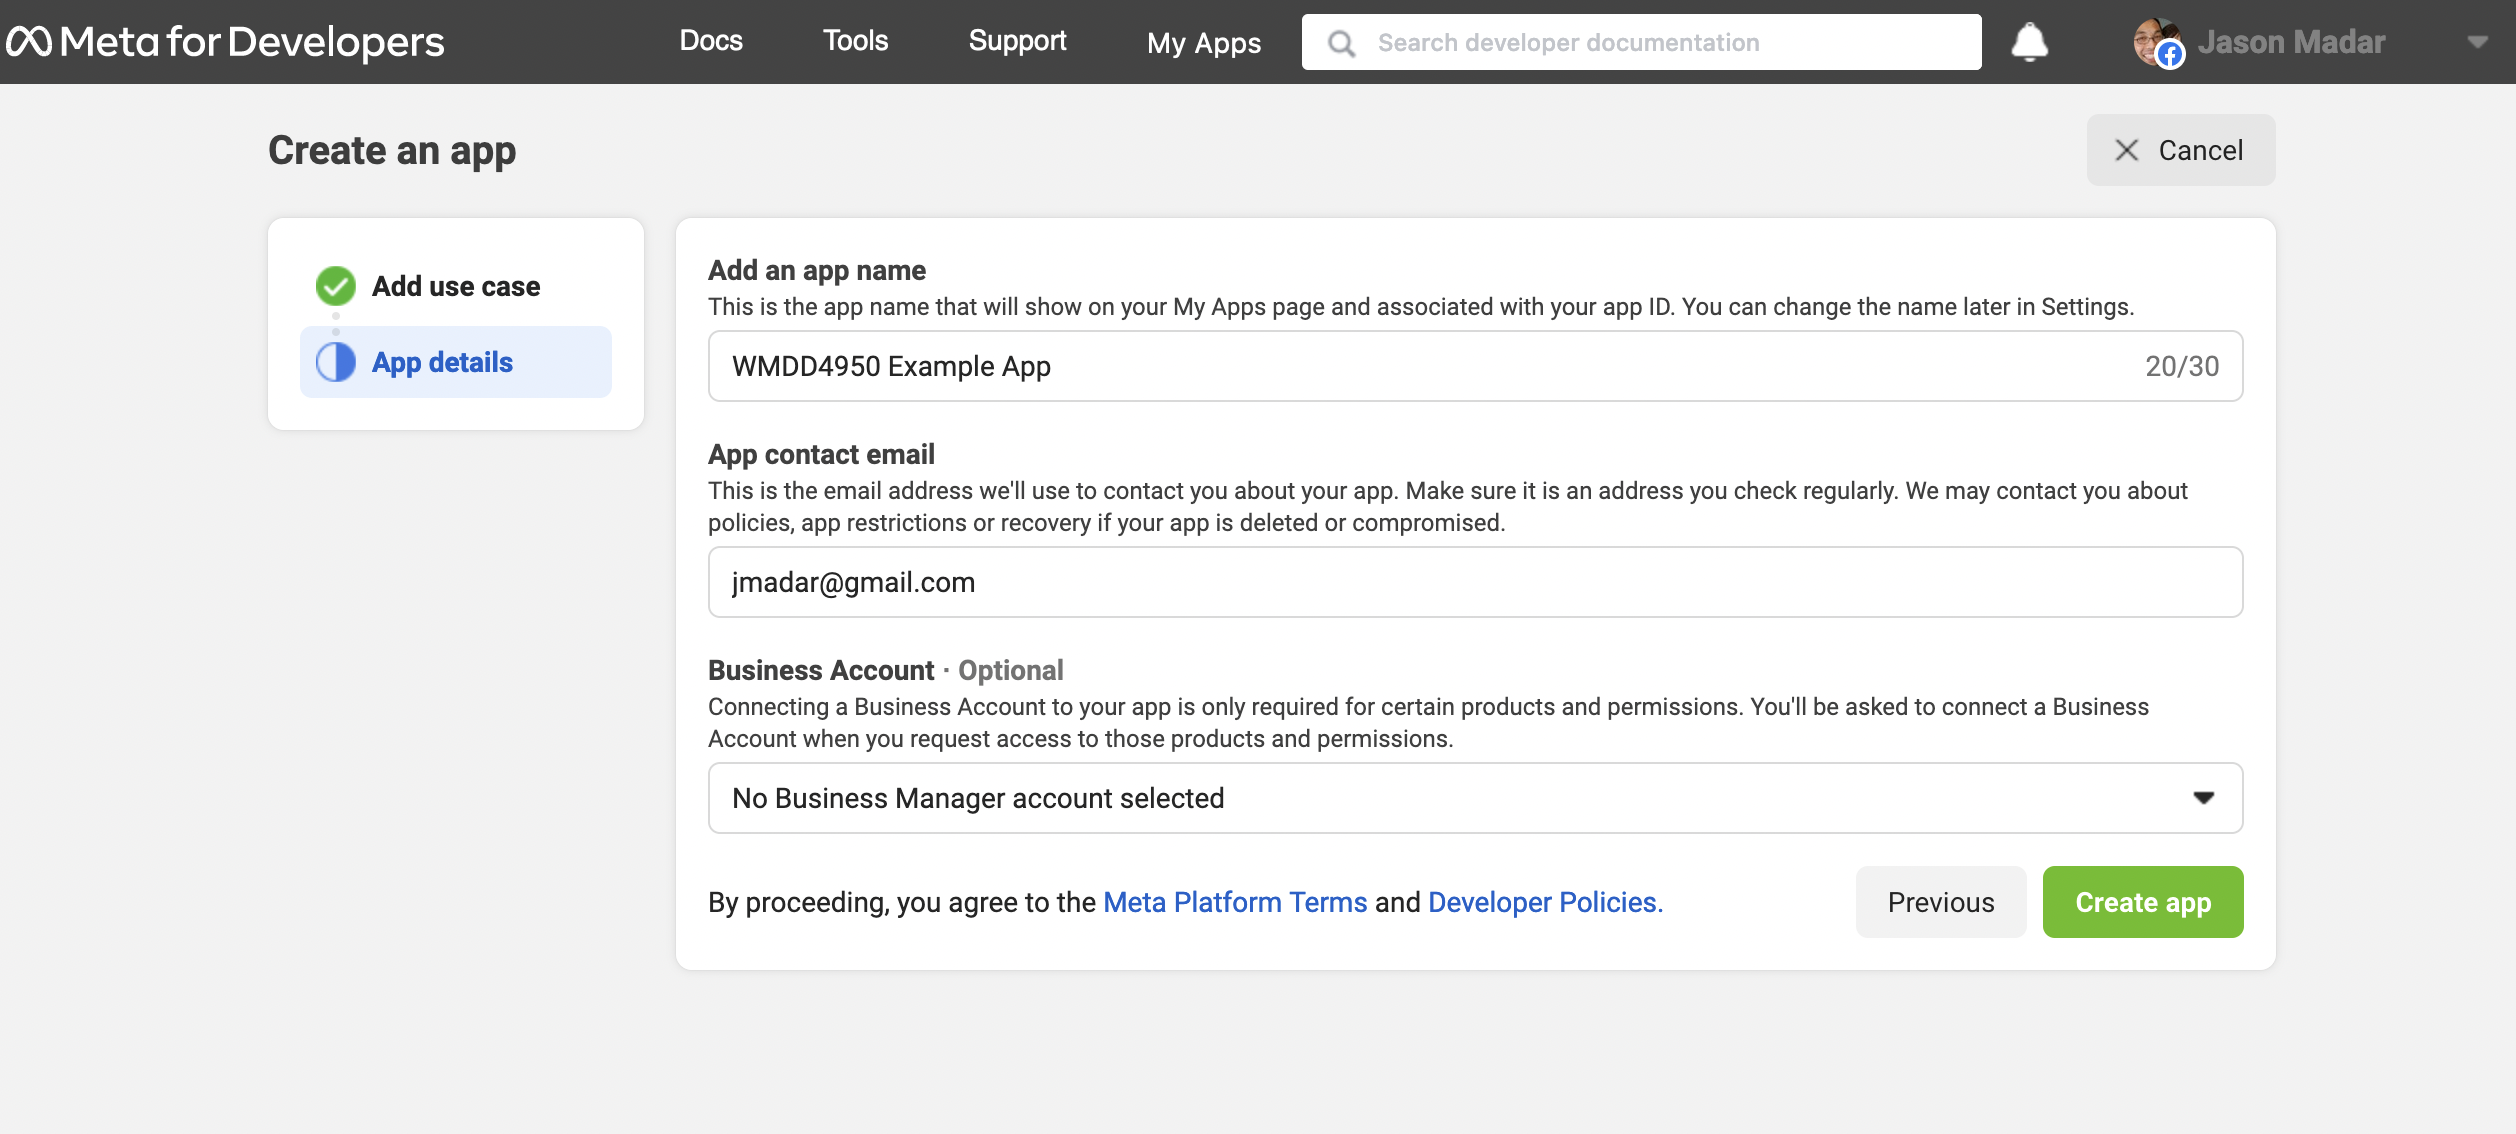 Meta for Developers
Docs
Tools
Support
My Apps
Search developer documentation
Jason Madar
Create an app
Cancel
Add use case
App details
Add an app name
This is the app name that will show on your My Apps page and associated with your app ID. You can change the name later in Settings.
WMDD4950 Example App
20/30
App contact email
This is the email address we'll use to contact you about your app. Make sure it is an address you check regularly. We may contact you about
policies, app restrictions or recovery if your app is deleted or compromised.
jmadar@gmail.com
Business Account · Optional
Connecting a Business Account to your app is only required for certain products and permissions. You'll be asked to connect a Business
Account when you request access to those products and permissions.
No Business Manager account selected
By proceeding, you agree to the Meta Platform Terms and Developer Policies.
Previous
Create app